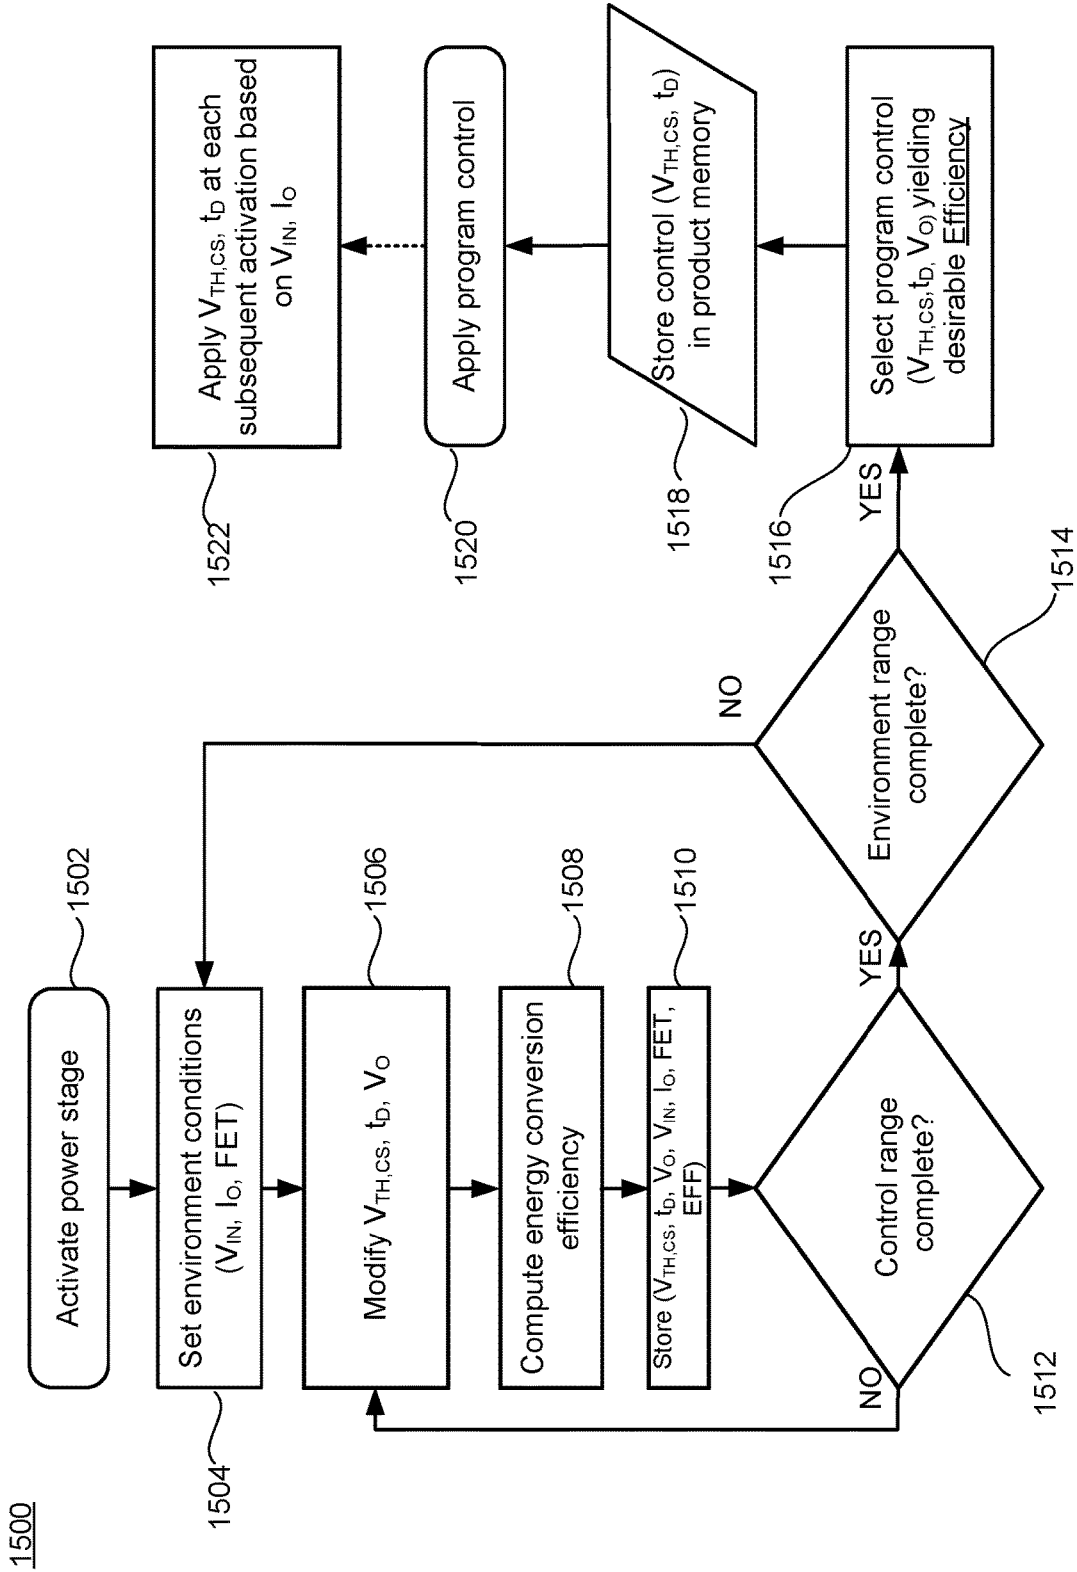 1500
Activate power stage
1502
Set environment conditions
(V_IN, I_O, FET)
1504
Modify V_TH,CS, t_D, V_O
1506
Compute energy conversion
efficiency
1508
Store (V_TH,CS, t_D, V_O, V_IN, I_O, FET,
EFF)
1510
Control range
complete?
1512
NO
YES
Environment range
complete?
1514
NO
YES
Select program control
(V_TH,CS,t_D, V_O) yielding
desirable Efficiency
1516
Store control (V_TH,CS, t_D)
in product memory
1518
Apply program control
1520
Apply V_TH,CS, t_D at each
subsequent activation based
on V_IN, I_O
1522